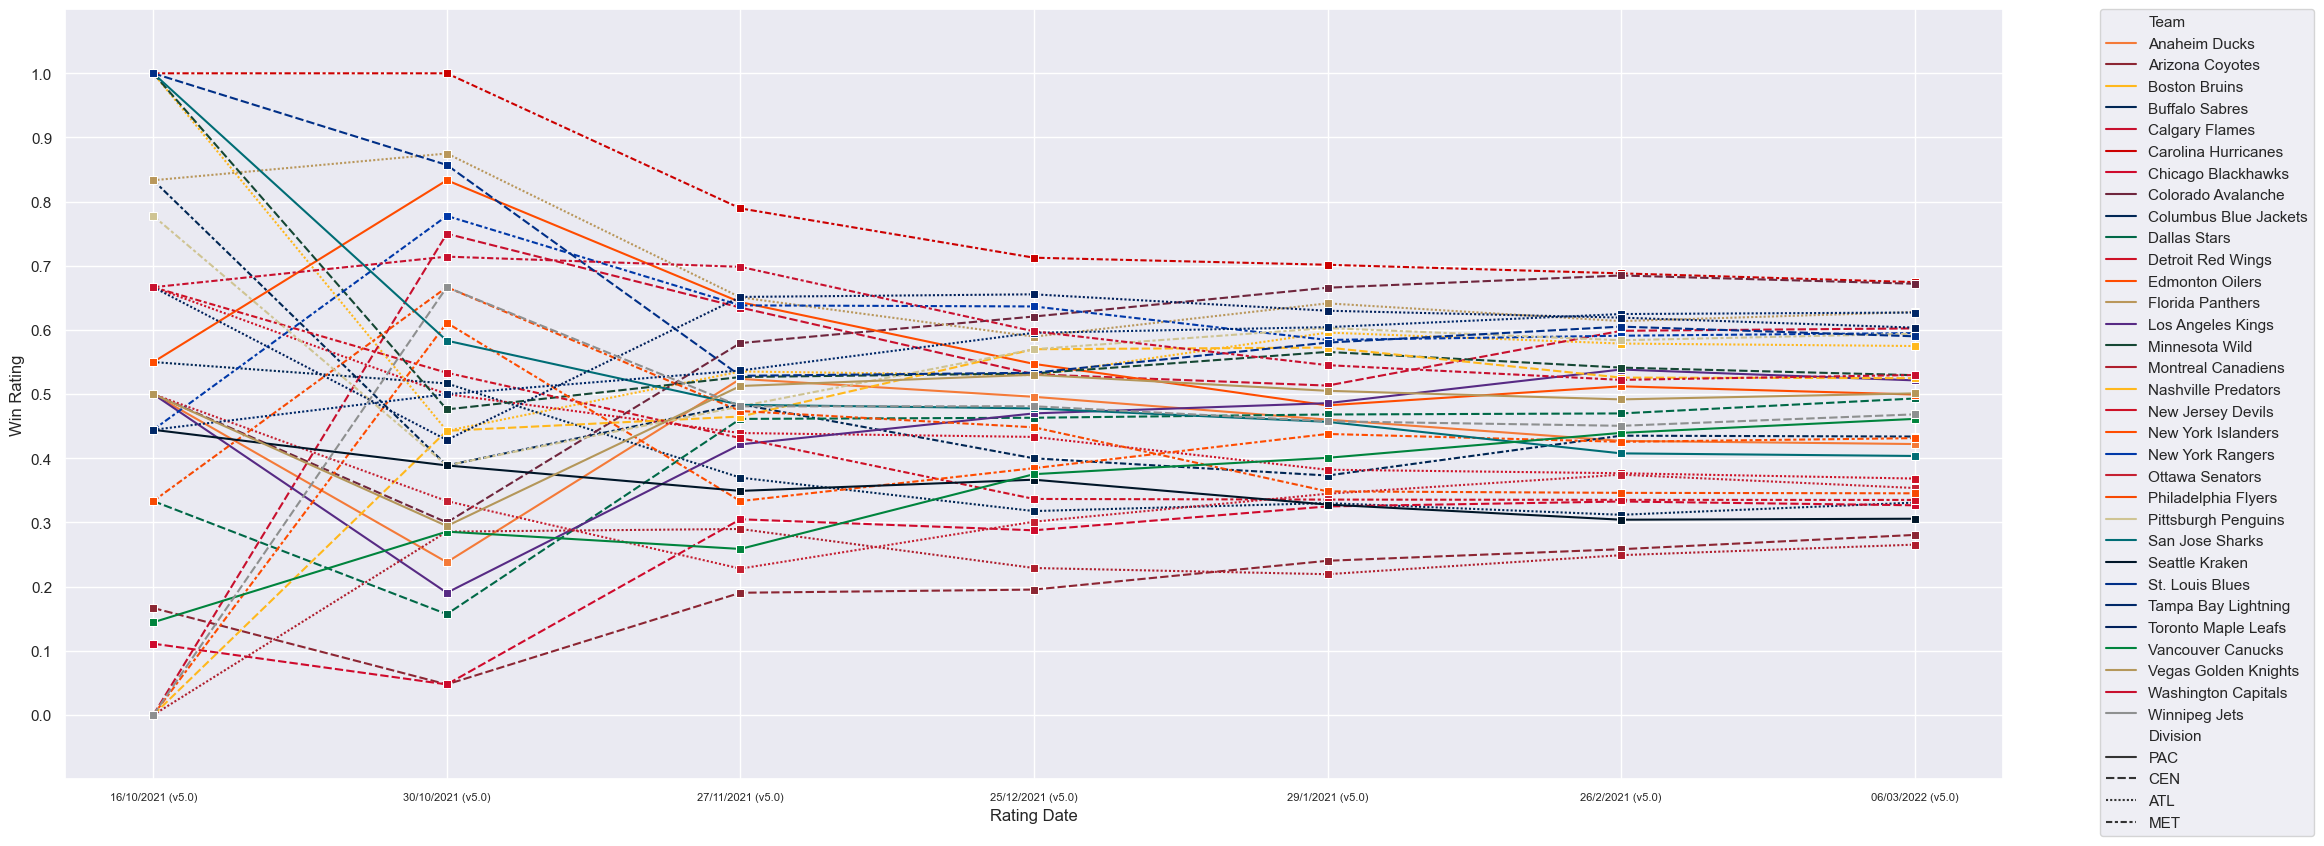 1.0
0.9
0.8
0.7
0.6
0.5
0.4
0.3
0.2
0.1
0.0
Win Rating
16/10/2021 (v5.0)
30/10/2021 (v5.0)
27/11/2021 (v5.0)
25/12/2021 (v5.0)
29/1/2021 (v5.0)
26/2/2021 (v5.0)
06/03/2022 (v5.0)
Rating Date
Team
Anaheim Ducks
Arizona Coyotes
Boston Bruins
Buffalo Sabres
Calgary Flames
Carolina Hurricanes
Chicago Blackhawks
Colorado Avalanche
Columbus Blue Jackets
Dallas Stars
Detroit Red Wings
Edmonton Oilers
Florida Panthers
Los Angeles Kings
Minnesota Wild
Montreal Canadiens
Nashville Predators
New Jersey Devils
New York Islanders
New York Rangers
Ottawa Senators
Philadelphia Flyers
Pittsburgh Penguins
San Jose Sharks
Seattle Kraken
St. Louis Blues
Tampa Bay Lightning
Toronto Maple Leafs
Vancouver Canucks
Vegas Golden Knights
Washington Capitals
Winnipeg Jets
Division
PAC
CEN
ATL
MET